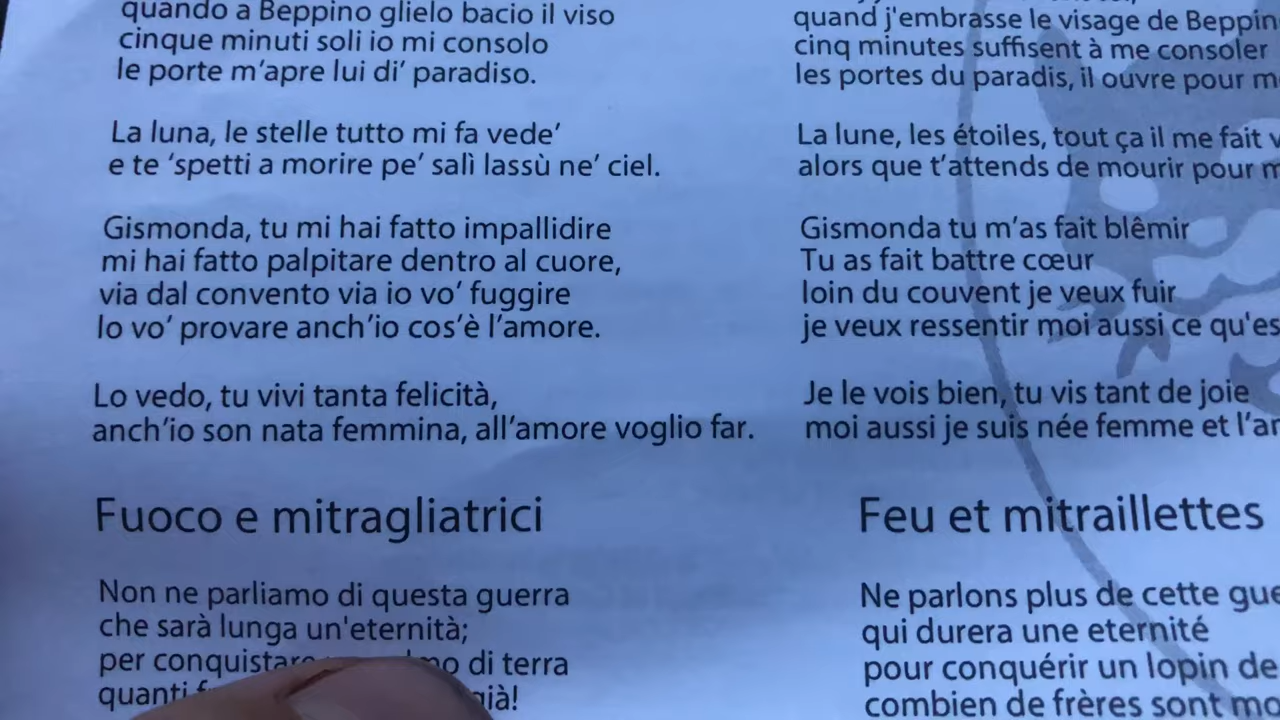 quando a Beppino glielo bacio il viso
cinque minuti soli io mi consolo
le porte m'apre lui di' paradiso.
La luna, le stelle tutto mi fa vede'
e te 'spetti a morire pe' salì lassù ne' ciel.
Gismonda, tu mi hai fatto impallidire
mi hai fatto palpitare dentro al cuore,
via dal convento via io vo' fuggire
Io vo' provare anch'io cos'è l'amore.
Lo vedo, tu vivi tanta felicità,
anch'io son nata femmina, all'amore voglio far.
Fuoco e mitragliatrici
Non ne parliamo di questa guerra
che sarà lunga un'eternità;
per conquistare di terra
quanti già!
quand j'embrasse le visage de
cinq minutes suffisent à me consoler
les portes du paradis, il ouvre pour
La lune, les étoiles, tout ça il me fait
alors que t'attends de mourir pour
Gismonda tu m'as fait blêmir
Tu as fait battre cœur
loin du couvent je veux fuir
je veux ressentir moi aussi ce
Je le vois bien, tu vis tant de joie
moi aussi je suis née femme et
Feu et mitraillettes
Ne parlons plus de cette
qui durera une eternité
pour conquérir un lopin de
combien de frères sont